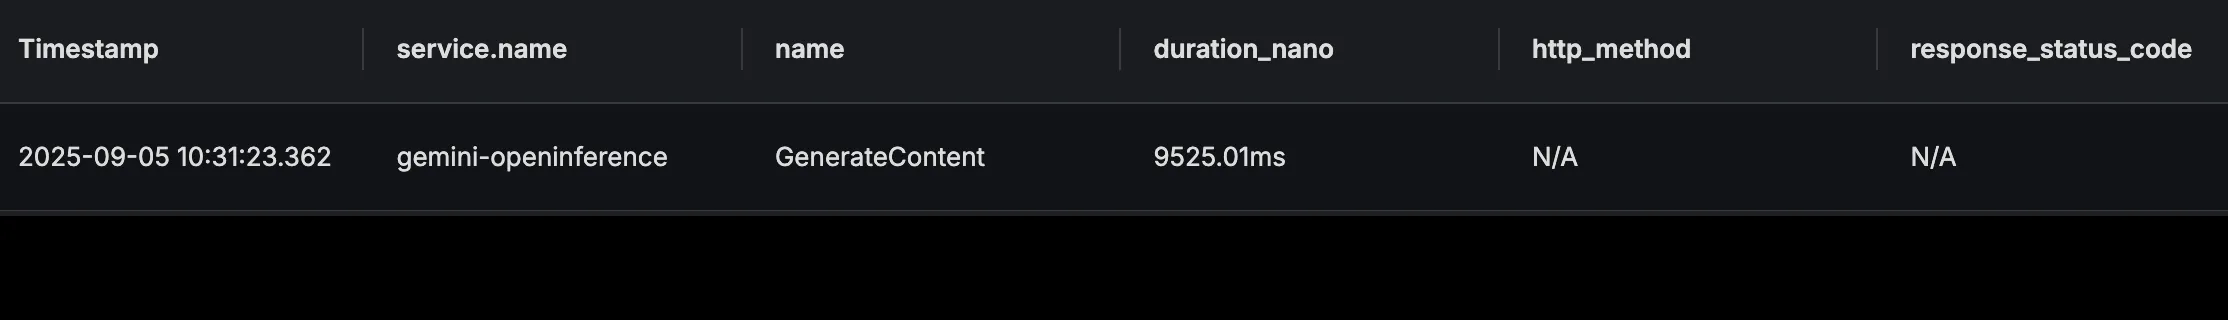 Timestamp service.name name duration_nano http_method response_status_code
2025-09-05 10:31:23.362 gemini-openinference GenerateContent 9525.01ms N/A N/A